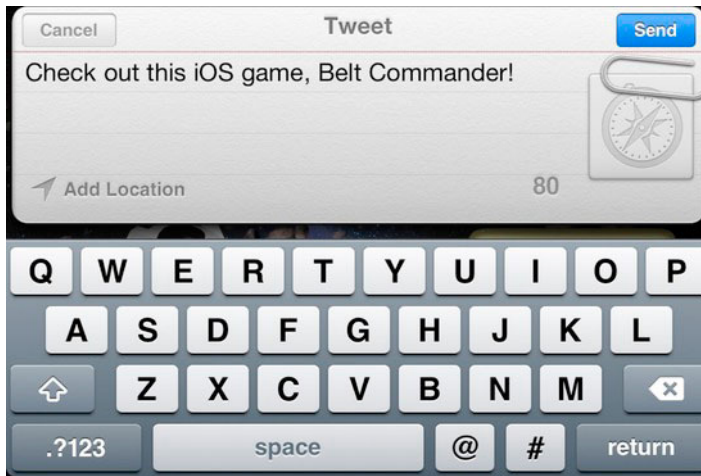 Cancel Tweet Send
Check out this iOS game, Belt Commander!
Add Location 80
Q W E R T Y U I O P
A S D F G H J K L
Z X C V B N M
.?123 space @ # return